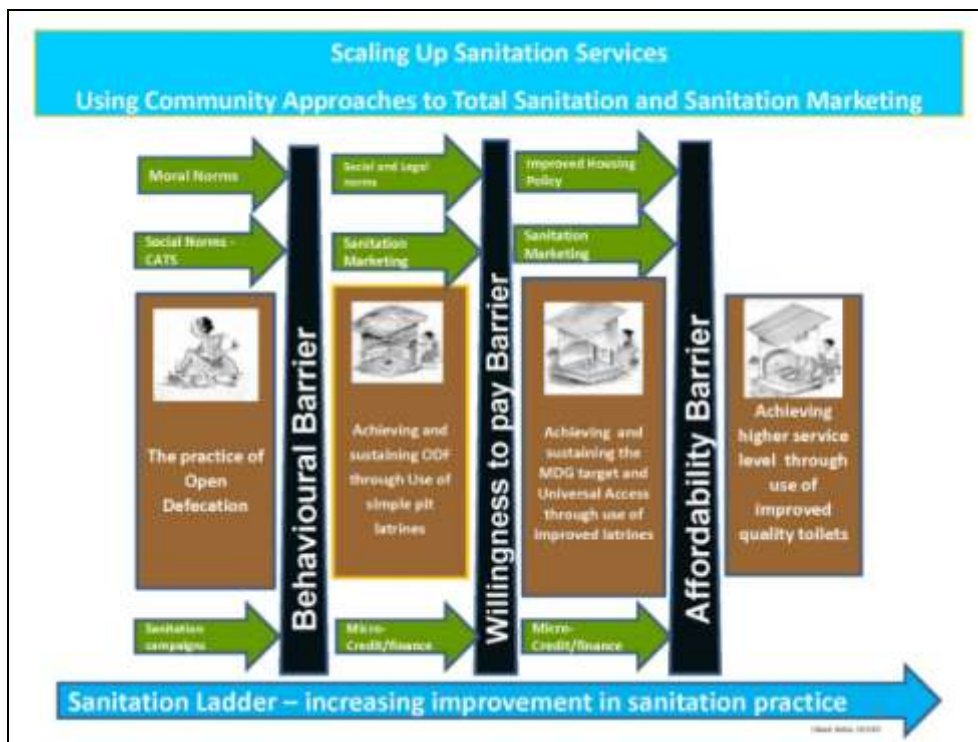 Scaling Up Sanitation Services
Using Community Approaches to Total Sanitation and Sanitation Marketing
Moral Norms
Social and Legal
norms
Improved Housing
Policy
Social Norms -
CATS
Sanitation
Marketing
Sanitation
Marketing
Behavioural Barrier
Willingness to pay Barrier
Affordability Barrier
The practice of
Open
Defecation
Achieving and
sustaining ODF
through Use of
simple pit
latrines
Achieving and
sustaining the
MDG target and
Universal Access
through use of
improved latrines
Achieving
higher service
level through
use of
improved
quality toilets
Sanitation
campaigns
Micro-
Credit/finance
Micro-
Credit/finance
Sanitation Ladder – increasing improvement in sanitation practice